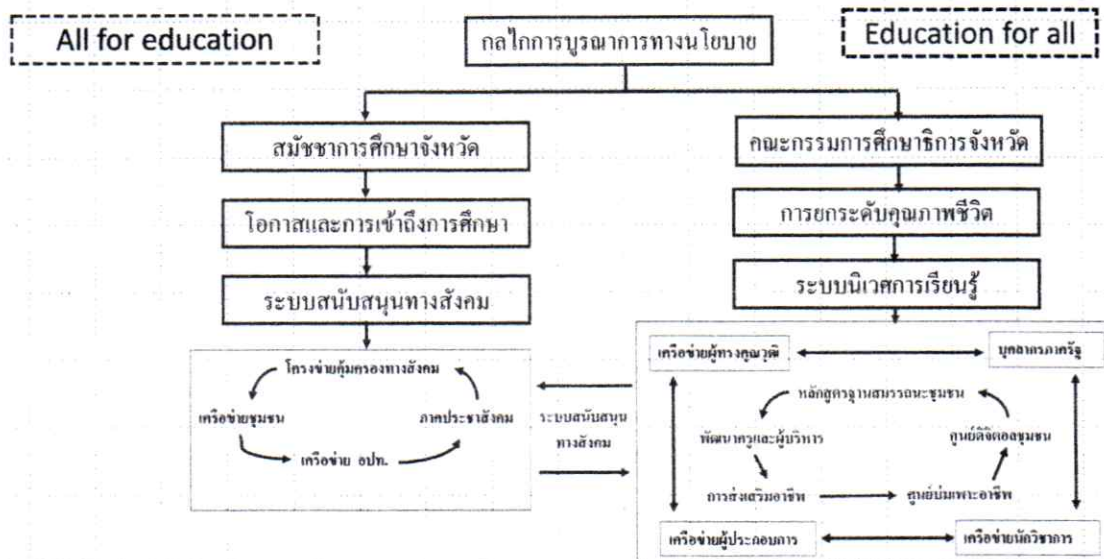 All for education
Education for all
กลไกการบูรณาการทางนโยบาย
สมัชชาการศึกษาจังหวัด
คณะกรรมการศึกษาธิการจังหวัด
โอกาสและการเข้าถึงการศึกษา
การยกระดับคุณภาพชีวิต
ระบบสนับสนุนทางสังคม
ระบบนิเวศการเรียนรู้
โครงข่ายคุ้มครองทางสังคม
เครือข่ายชุมชน
ภาคประชาสังคม
เครือข่าย อปท.
ระบบสนับสนุน
ทางสังคม
เครือข่ายผู้ทรงคุณวุฒิ
บุคลากรภาครัฐ
หลักสูตรฐานสมรรถนะชุมชน
พัฒนาครูและผู้บริหาร
ศูนย์ดิจิตอลชุมชน
การส่งเสริมอาชีพ
ศูนย์บ่มเพาะอาชีพ
เครือข่ายผู้ประกอบการ
เครือข่ายนักวิชาการ